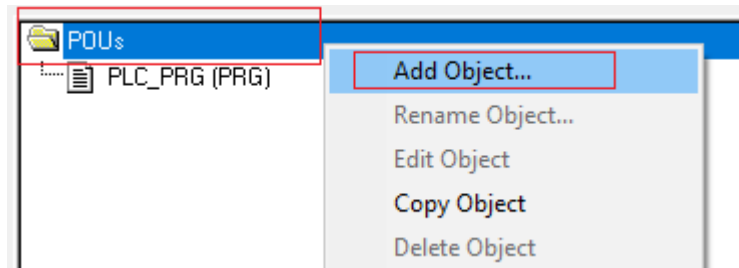 POUs
PLC_PRG (PRG)
Add Object...
Rename Object...
Edit Object
Copy Object
Delete Object